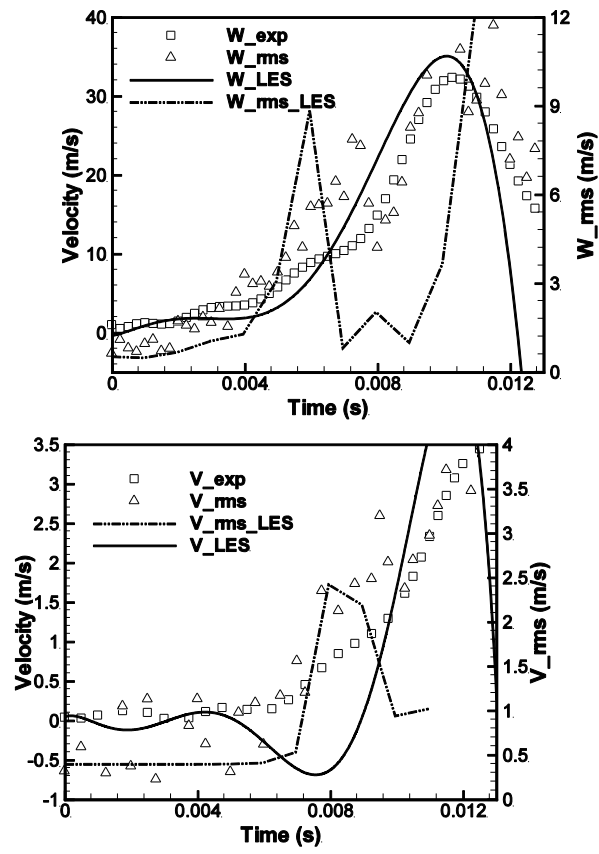 40
12
W_exp
W_rms
W_LES
W_rms_LES
30
9
20
6
10
3
0
0
Velocity (m/s)
W_rms (m/s)
0
0.004
0.008
0.012
Time (s)
3.5
4
V_exp
V_rms
V_rms_LES
V_LES
3
3.5
2.5
3
2
2.5
1.5
2
1
1.5
0.5
1
0
0.5
-0.5
-1
0
Velocity (m/s)
V_rms (m/s)
0
0.004
0.008
0.012
Time (s)